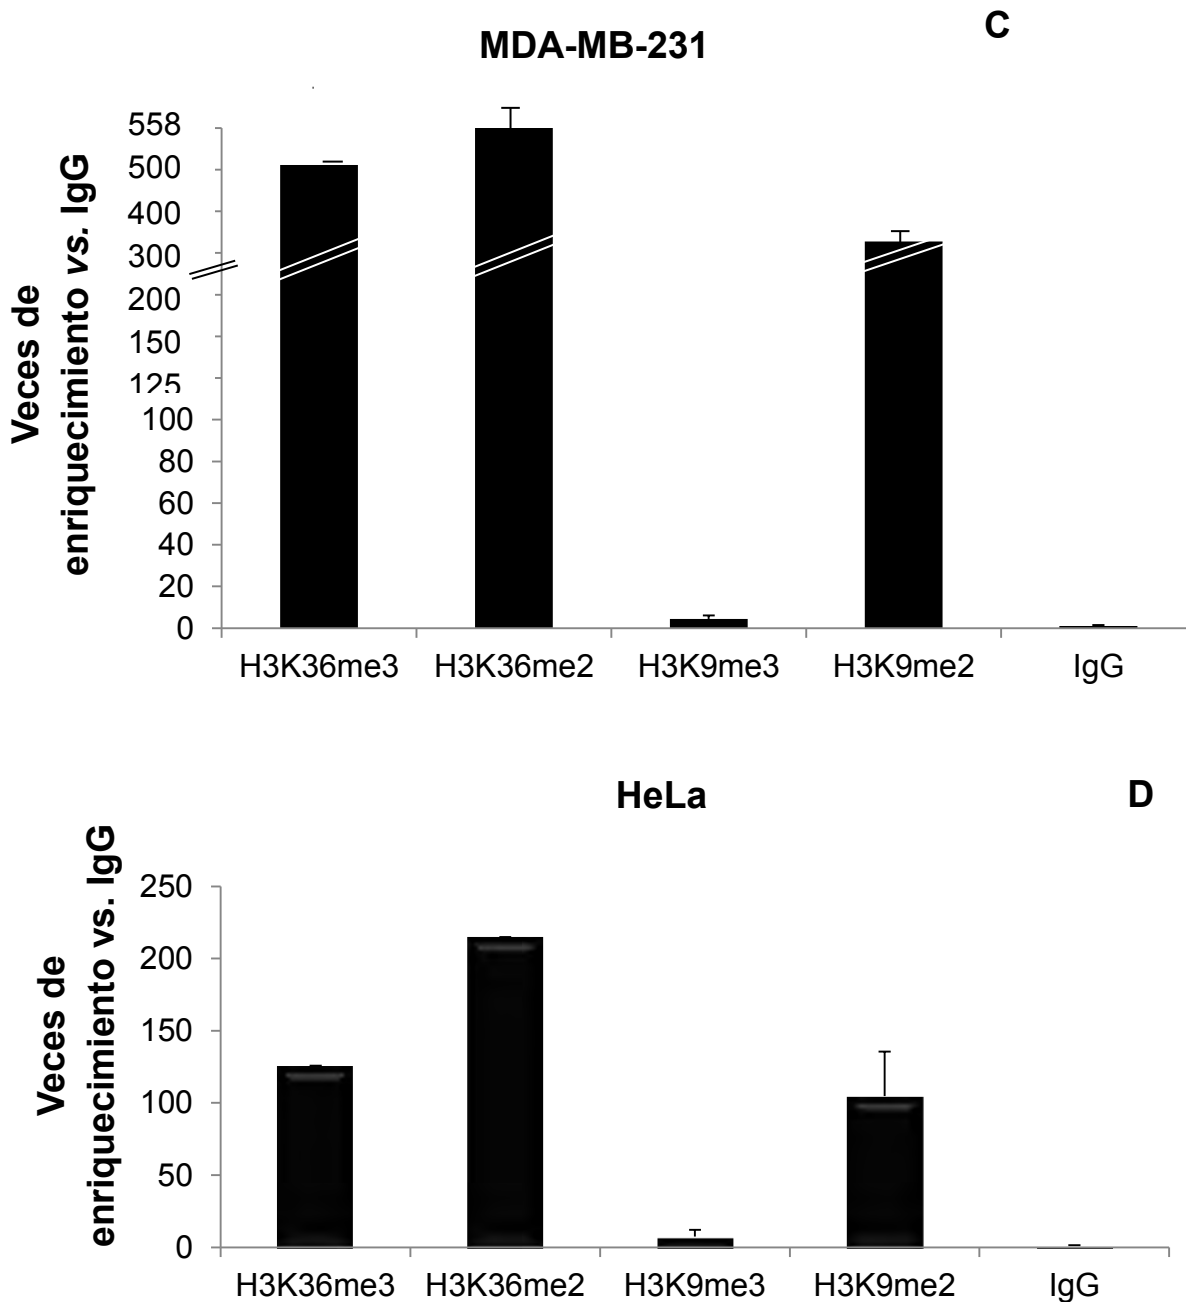 C
MDA-MB-231
Veces de
enriquecimiento vs. IgG
558
500
400
300
200
150
125
100
80
60
40
20
0
H3K36me3 H3K36me2 H3K9me3 H3K9me2 IgG
HeLa D
Veces de
enriquecimiento vs. IgG
250
200
150
100
50
0
H3K36me3 H3K36me2 H3K9me3 H3K9me2 IgG